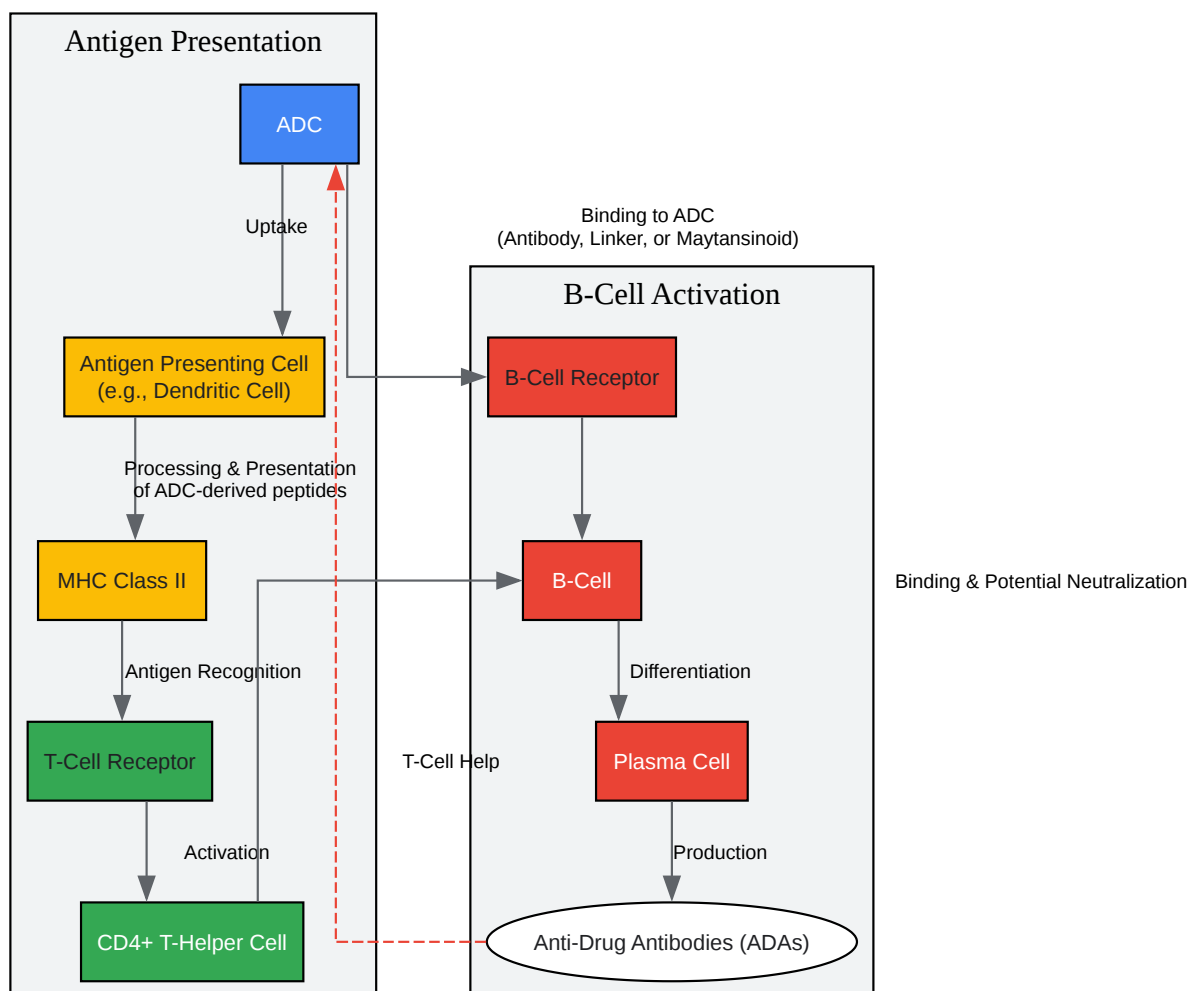 Antigen Presentation
ADC
Uptake
Antigen Presenting Cell
(e.g., Dendritic Cell)
Processing & Presentation
of ADC-derived peptides
MHC Class II
Antigen Recognition
T-Cell Receptor
Activation
CD4+ T-Helper Cell
Binding to ADC
(Antibody, Linker, or Maytansinoid)
B-Cell Activation
B-Cell Receptor
B-Cell
Differentiation
T-Cell Help
Plasma Cell
Production
Anti-Drug Antibodies (ADAs)
Binding & Potential Neutralization